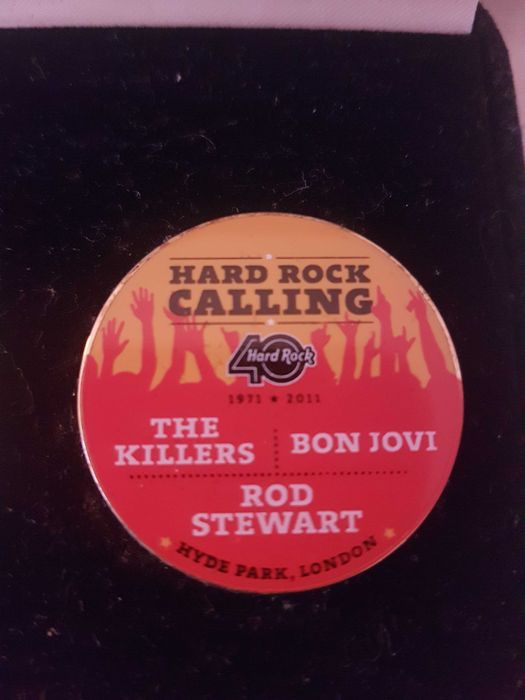 HARD ROCK
CALLING
40 Hard Rock
1971 ★ 2011
THE
KILLERS
BON JOVI
ROD
STEWART
HYDE PARK, LONDON